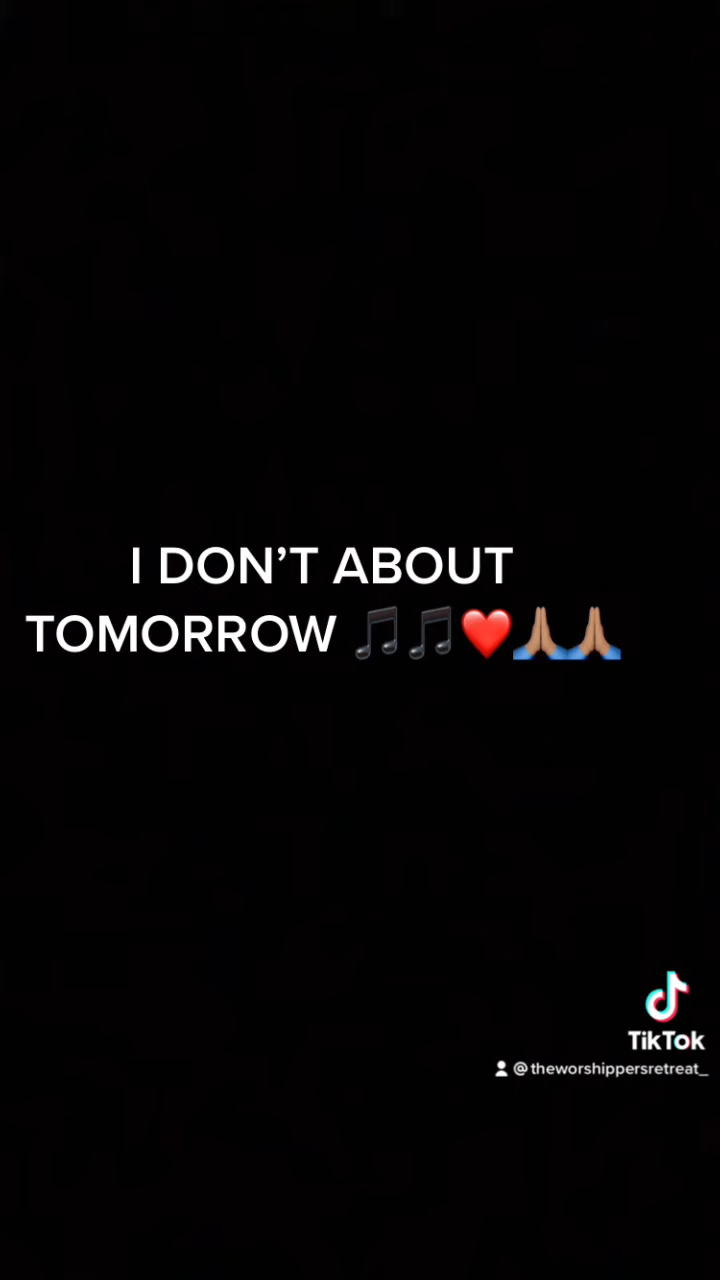 I DON’T ABOUT
TOMORROW 🎵🎵❤️🙏🏽🙏🏽
TikTok
@theworshippersretreat_